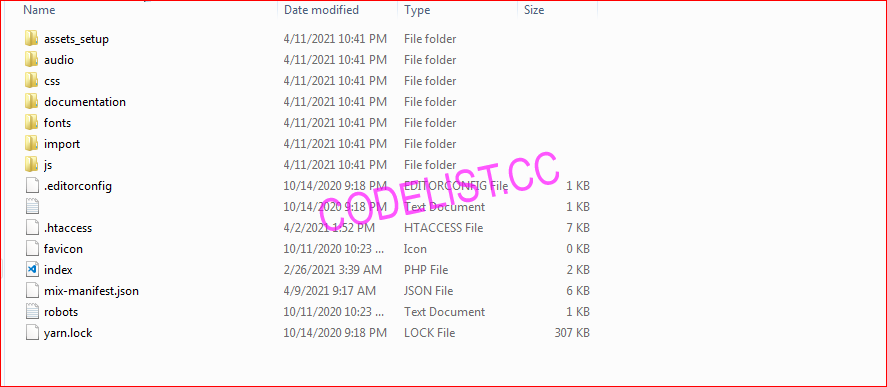 Name Date modified Type Size
assets_setup 4/11/2021 10:41 PM File folder
audio 4/11/2021 10:41 PM File folder
css 4/11/2021 10:41 PM File folder
documentation 4/11/2021 10:41 PM File folder
fonts 4/11/2021 10:41 PM File folder
import 4/11/2021 10:41 PM File folder
js 4/11/2021 10:41 PM File folder
.editorconfig 10/14/2020 9:18 PM EDITORCONFIG File 1 KB
10/14/2020 9:18 PM Text Document 1 KB
.htaccess 4/2/2021 1:52 PM HTACCESS File 7 KB
favicon 10/11/2020 10:23 ... Icon 0 KB
index 2/26/2021 3:39 AM PHP File 2 KB
mix-manifest.json 4/9/2021 9:17 AM JSON File 6 KB
robots 10/11/2020 10:23 ... Text Document 1 KB
yarn.lock 10/14/2020 9:18 PM LOCK File 307 KB
CODELIST.CC